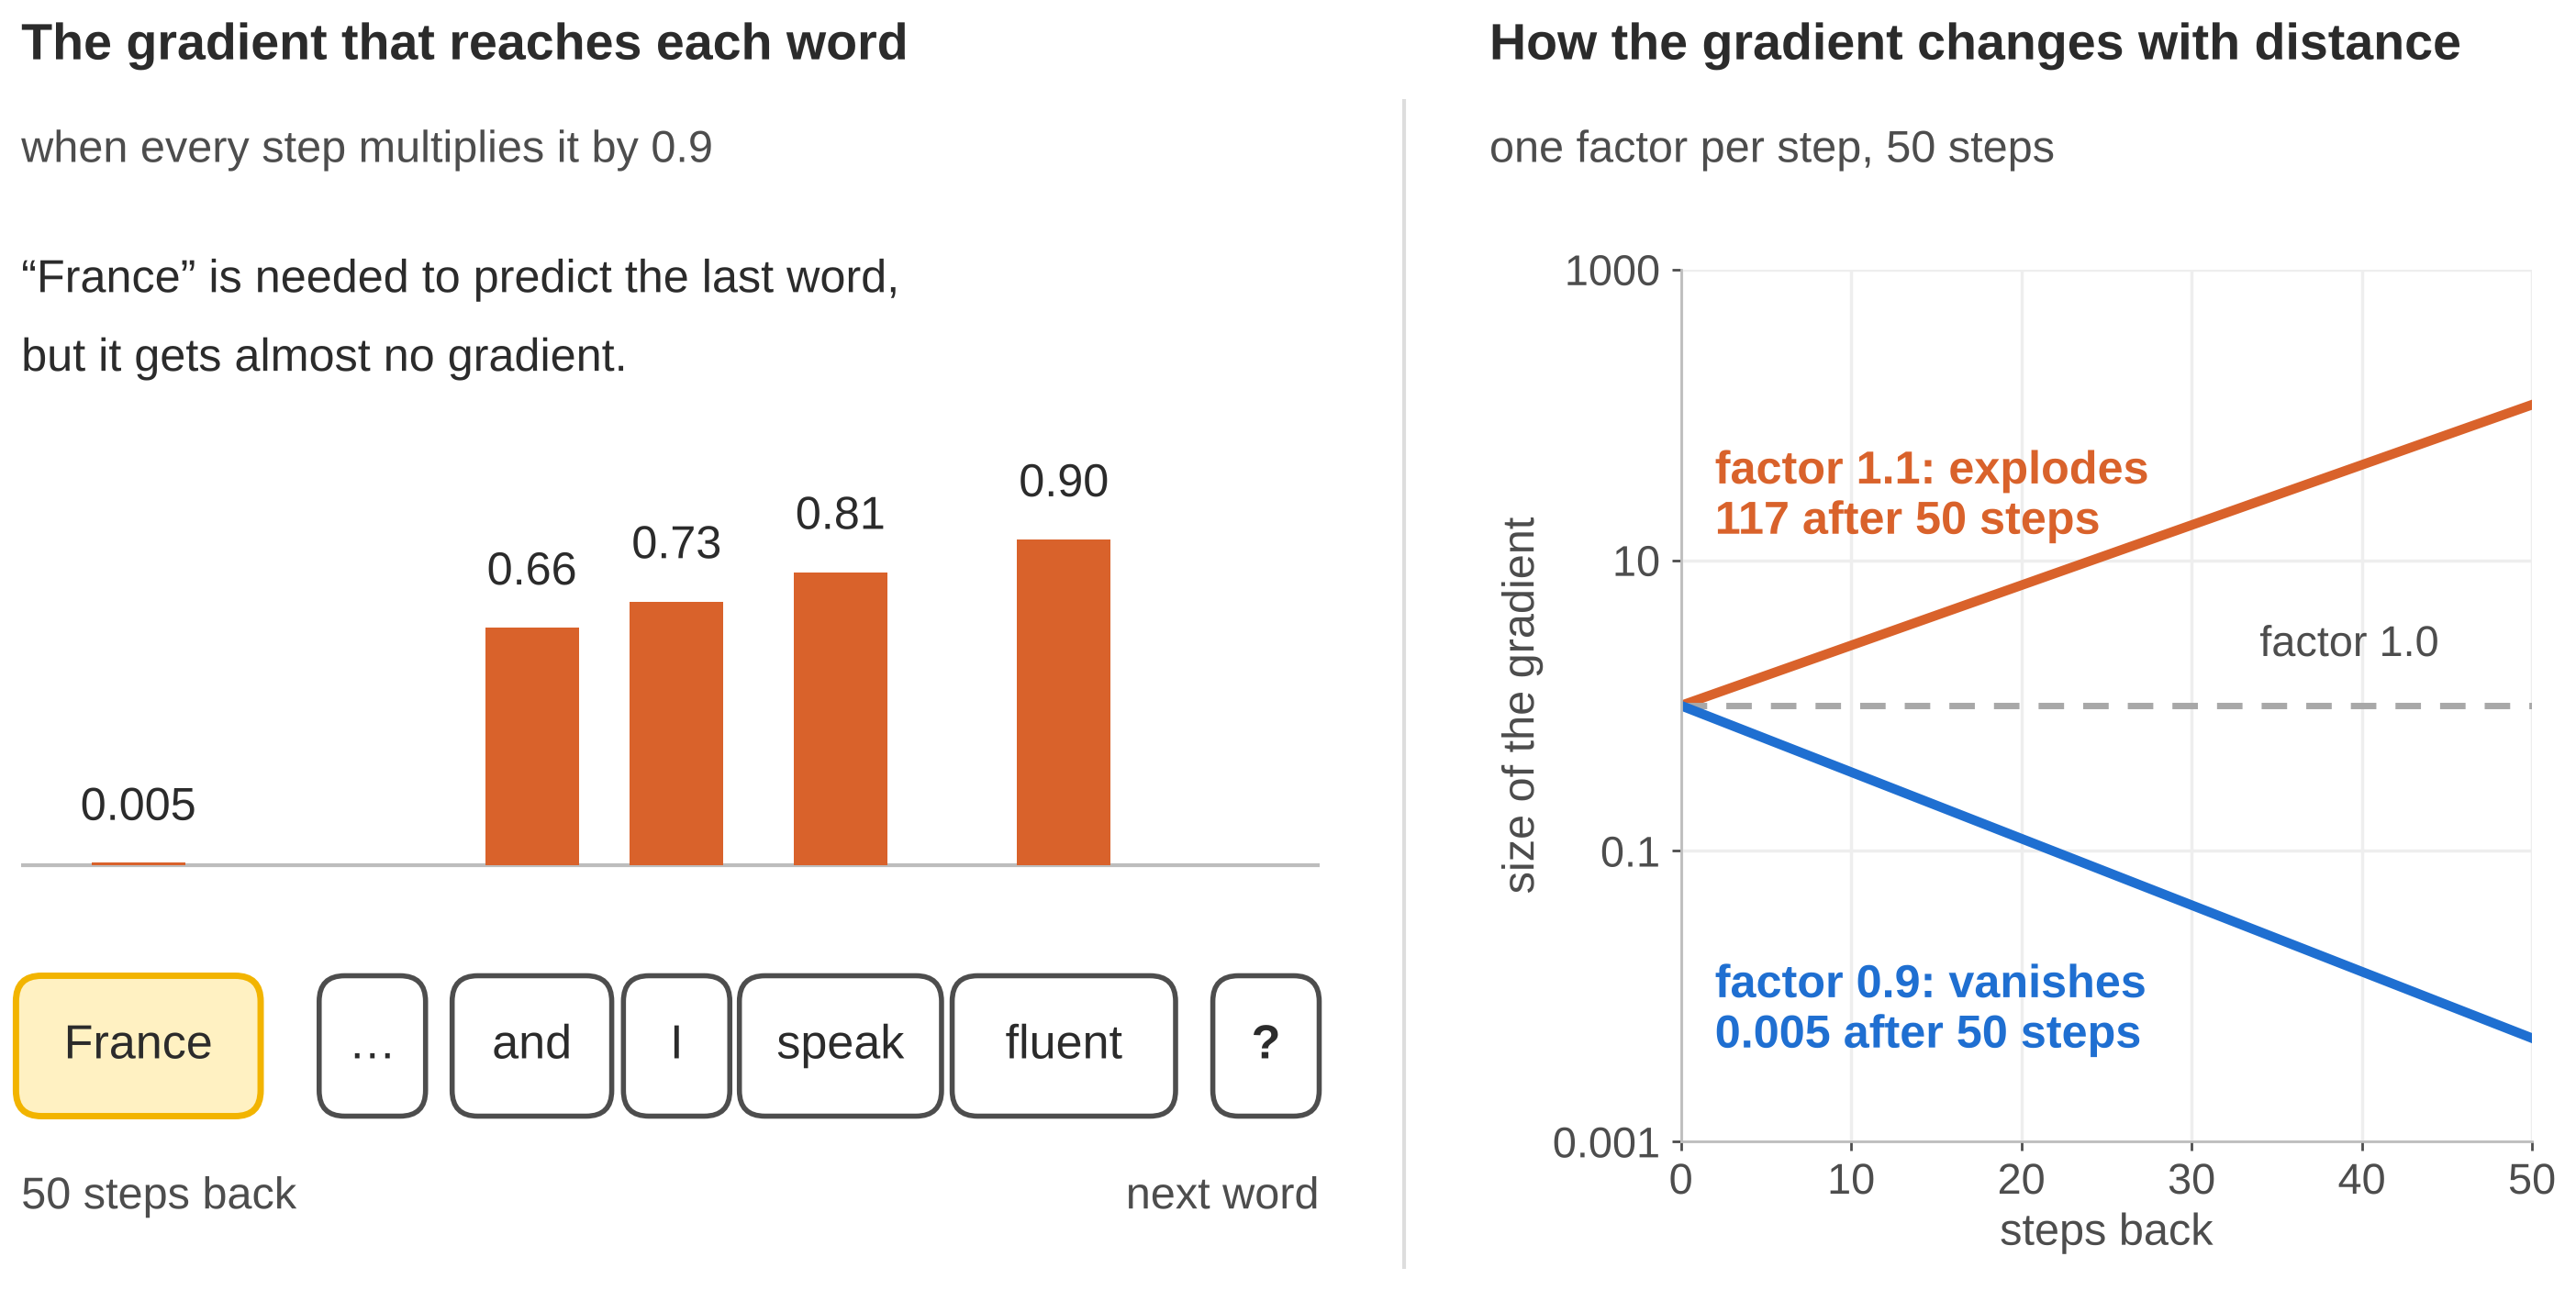 The gradient that reaches each word
when every step multiplies it by 0.9
“France” is needed to predict the last word,
but it gets almost no gradient.
0.005
0.66
0.73
0.81
0.90
France
…
and
I
speak
fluent
?
50 steps back
next word
How the gradient changes with distance
one factor per step, 50 steps
size of the gradient
1000
10
0.1
0.001
factor 1.1: explodes
117 after 50 steps
factor 1.0
factor 0.9: vanishes
0.005 after 50 steps
0
10
20
30
40
50
steps back